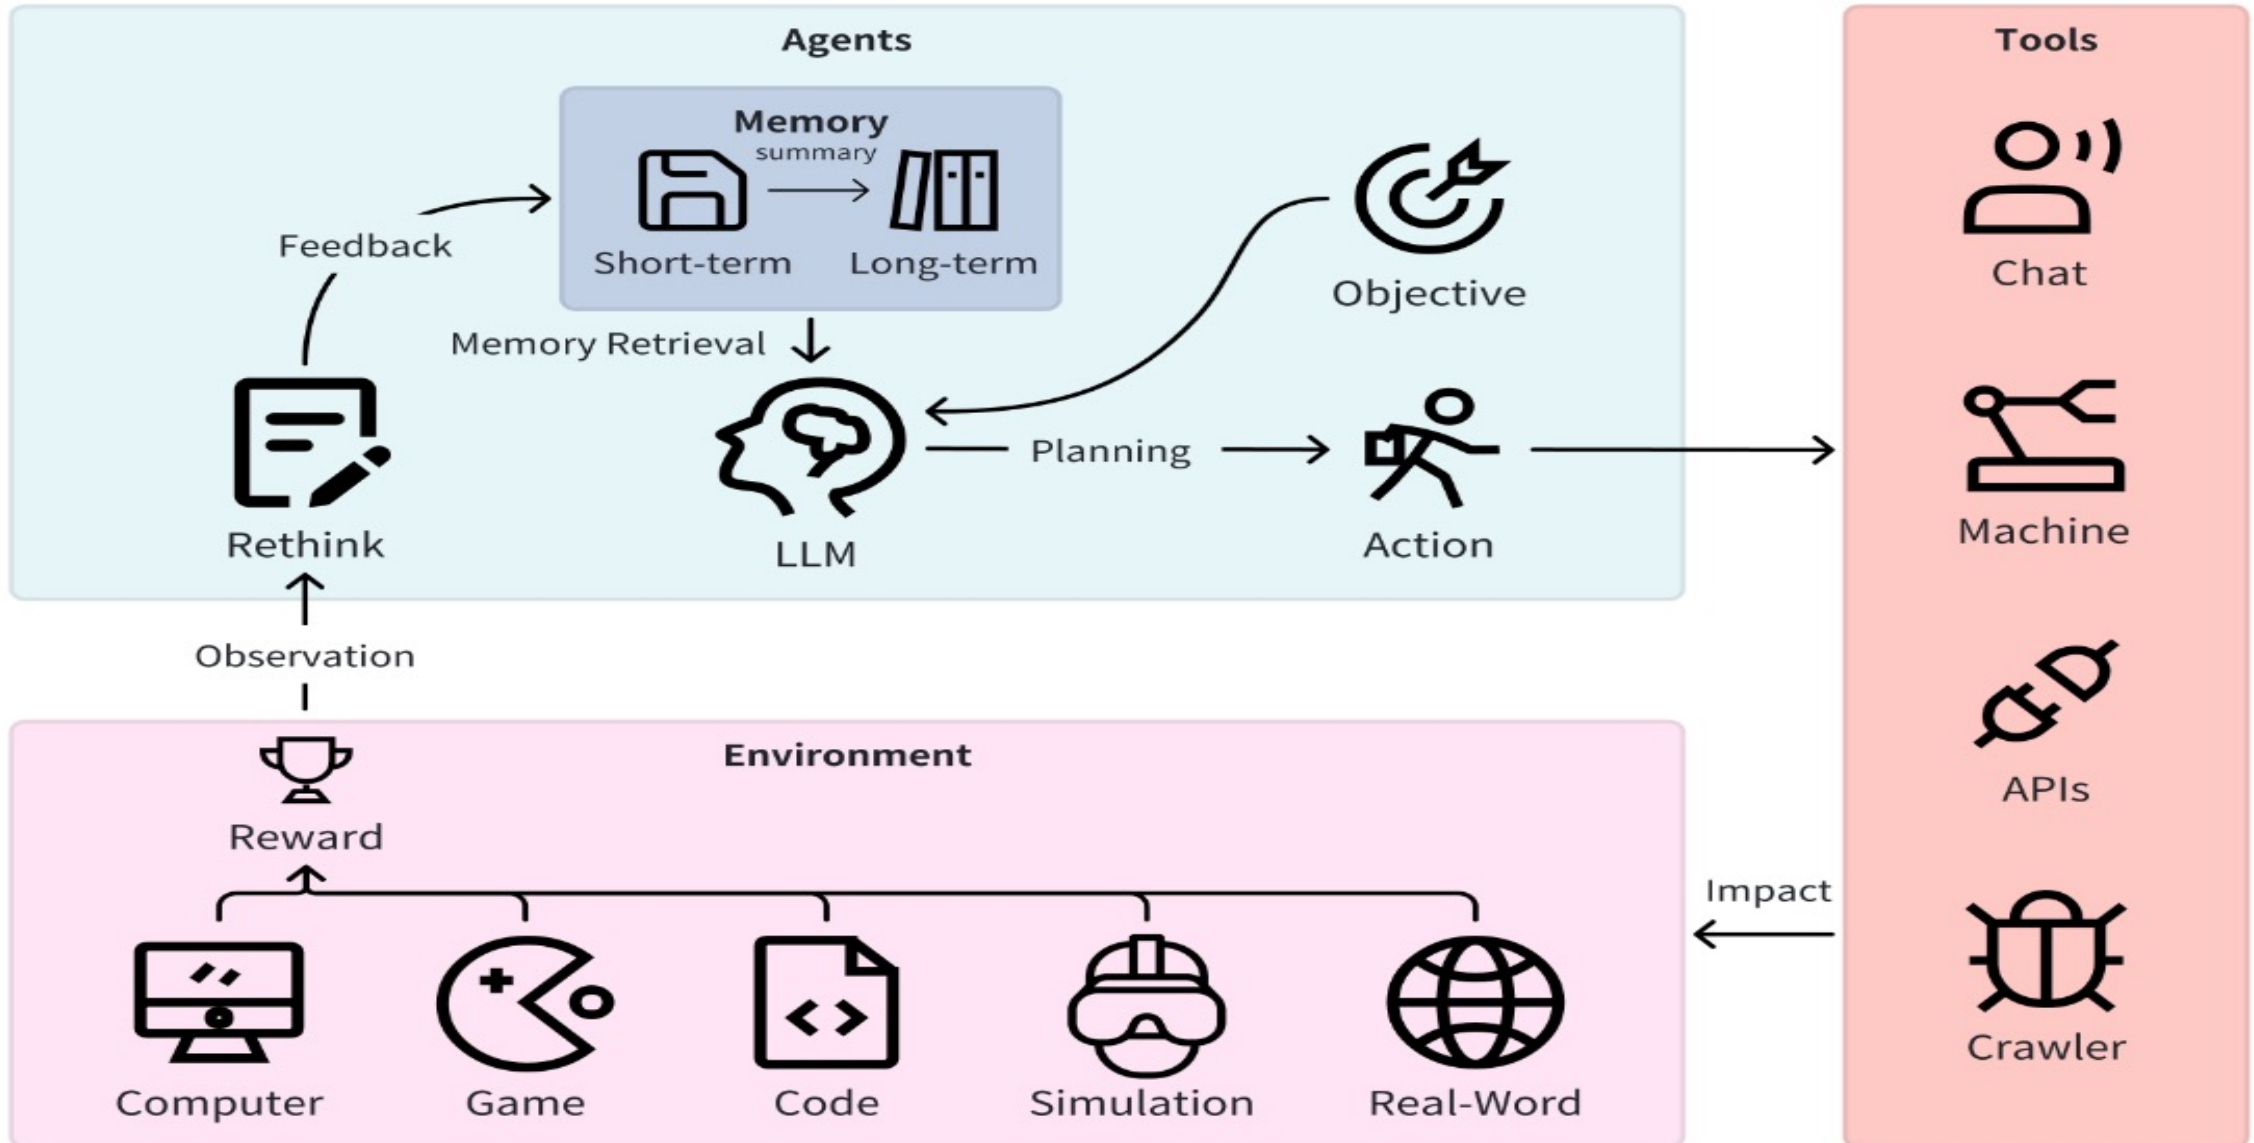 Agents
Memory
summary
Short-term
Long-term
Feedback
Memory Retrieval
Objective
Rethink
LLM
Planning
Action
Observation
Environment
Reward
Computer
Game
Code
Simulation
Real-Word
Impact
Tools
Chat
Machine
APIs
Crawler